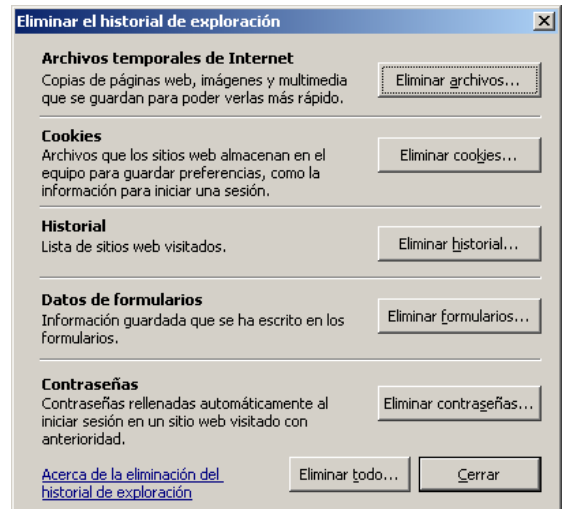 Eliminar el historial de exploración
Archivos temporales de Internet
Copias de páginas web, imágenes y multimedia
que se guardan para poder verlas más rápido.
Eliminar archivos...
Cookies
Archivos que los sitios web almacenan en el
equipo para guardar preferencias, como la
información para iniciar una sesión.
Eliminar cookies...
Historial
Lista de sitios web visitados.
Eliminar historial...
Datos de formularios
Información guardada que se ha escrito en los
formularios.
Eliminar formularios...
Contraseñas
Contraseñas rellenadas automáticamente al
iniciar sesión en un sitio web visitado con
anterioridad.
Eliminar contraseñas...
Acerca de la eliminación del
historial de exploración
Eliminar todo...
Cerrar